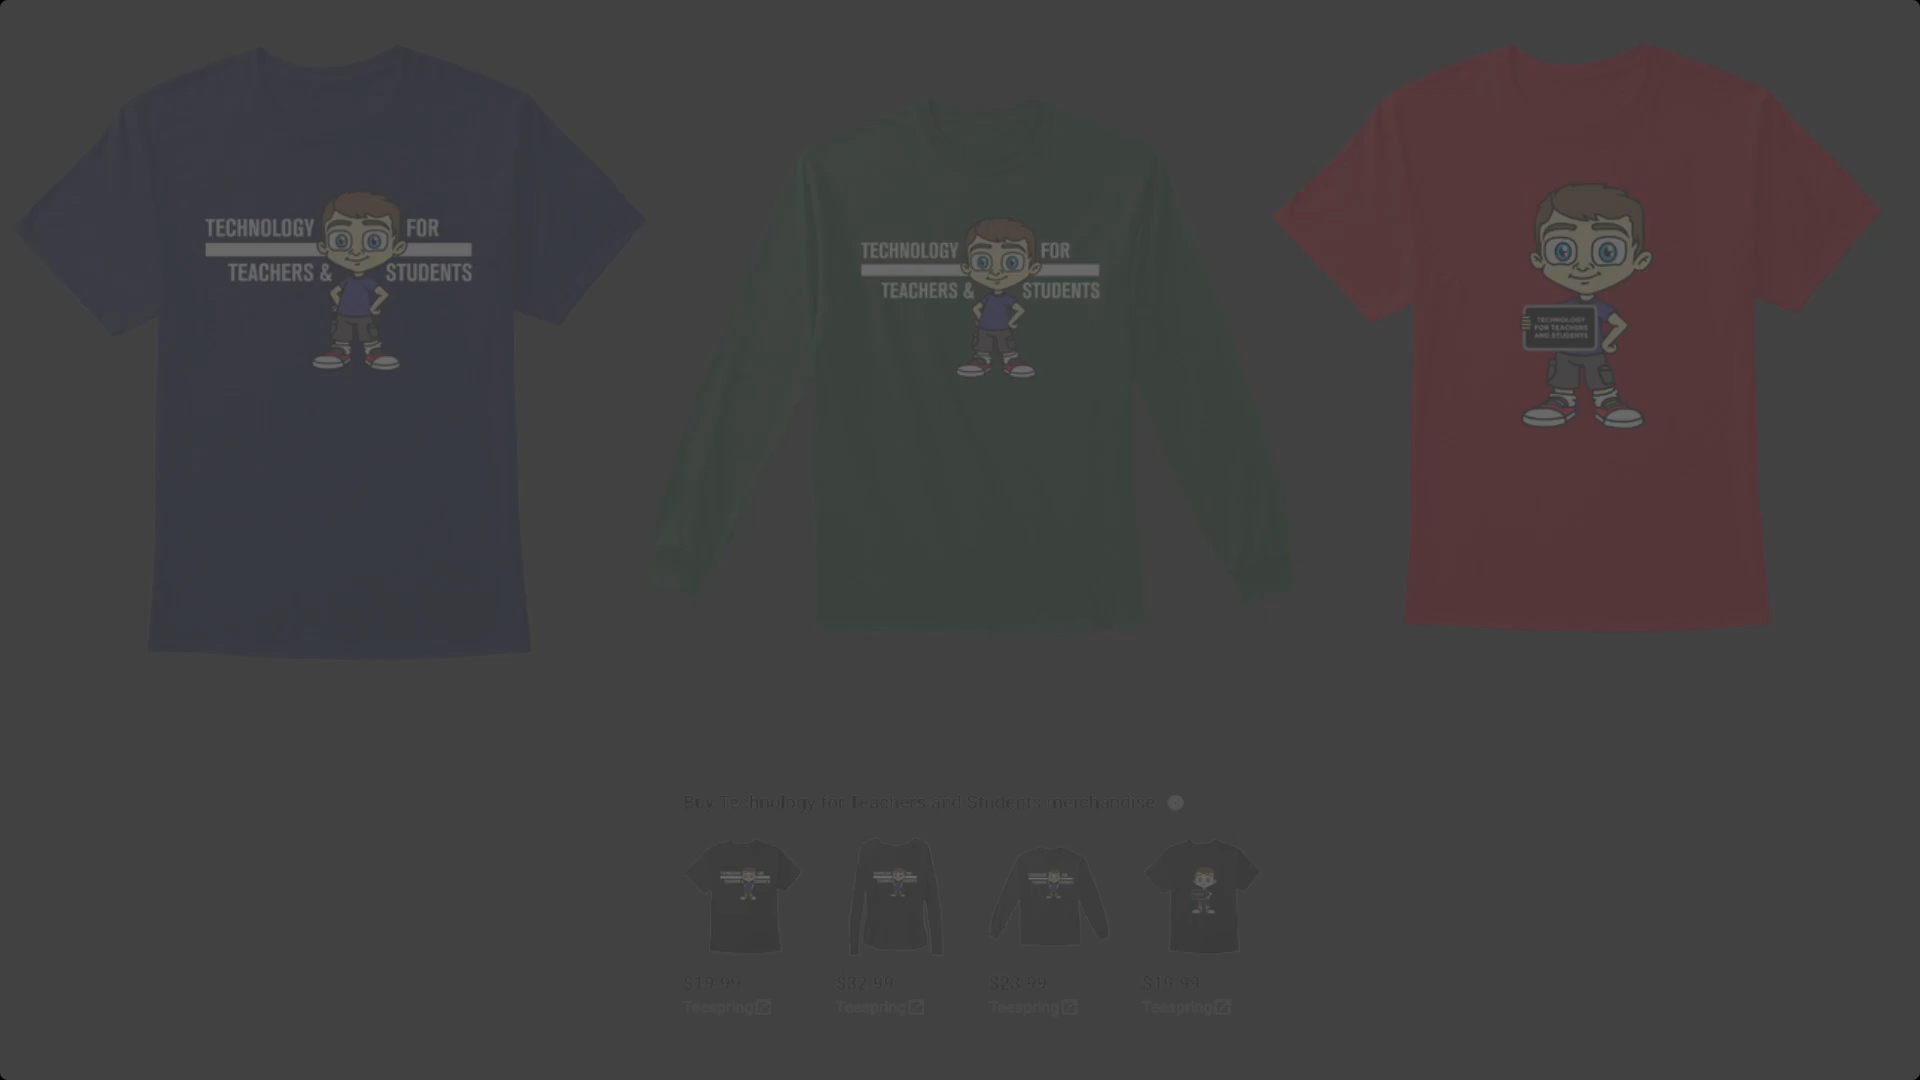 TECHNOLOGY FOR
TEACHERS & STUDENTS
TECHNOLOGY FOR
TEACHERS & STUDENTS
TECHNOLOGY
FOR TEACHERS
AND STUDENTS
Buy Technology for Teachers and Students merchandise
$19.99 $32.99 $23.99 $19.99
Teespring Teespring Teespring Teespring